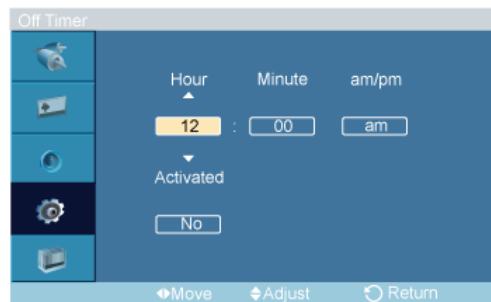 Off Timer
Hour Minute am/pm
12 : 00 am
Activated
No
Move Adjust Return